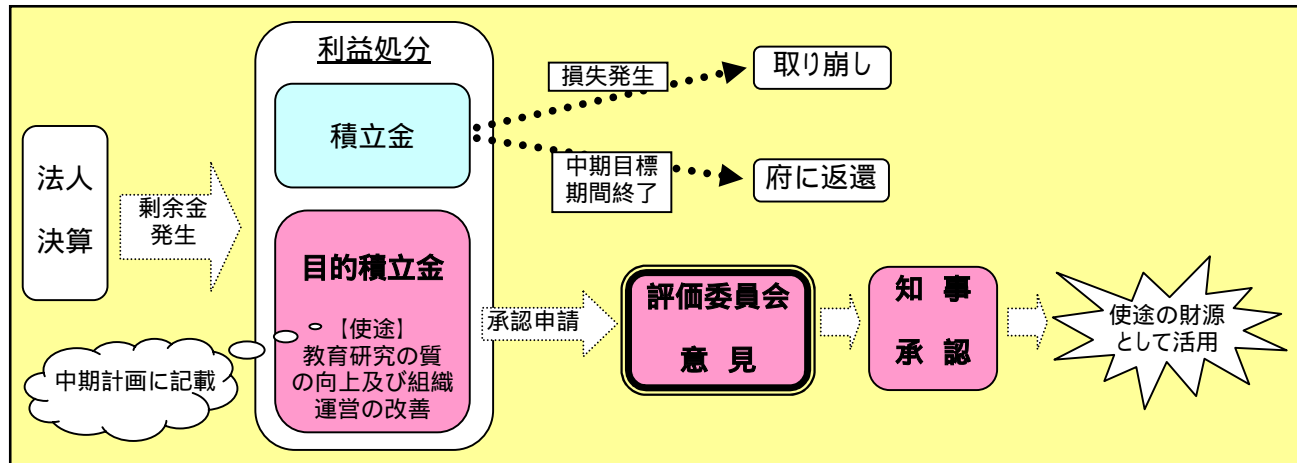 法人
決算
剰余金
発生
利益処分
積立金
損失発生
取り崩し
中期目標
期間終了
府に返還
目的積立金
【使途】
教育研究の質
の向上及び組織
運営の改善
中期計画に記載
承認申請
評価委員会
意 見
知 事
承 認
使途の財源
として活用